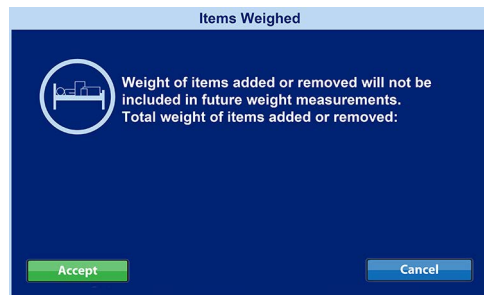 Items Weighed
Weight of items added or removed will not be
included in future weight measurements.
Total weight of items added or removed:
Accept
Cancel